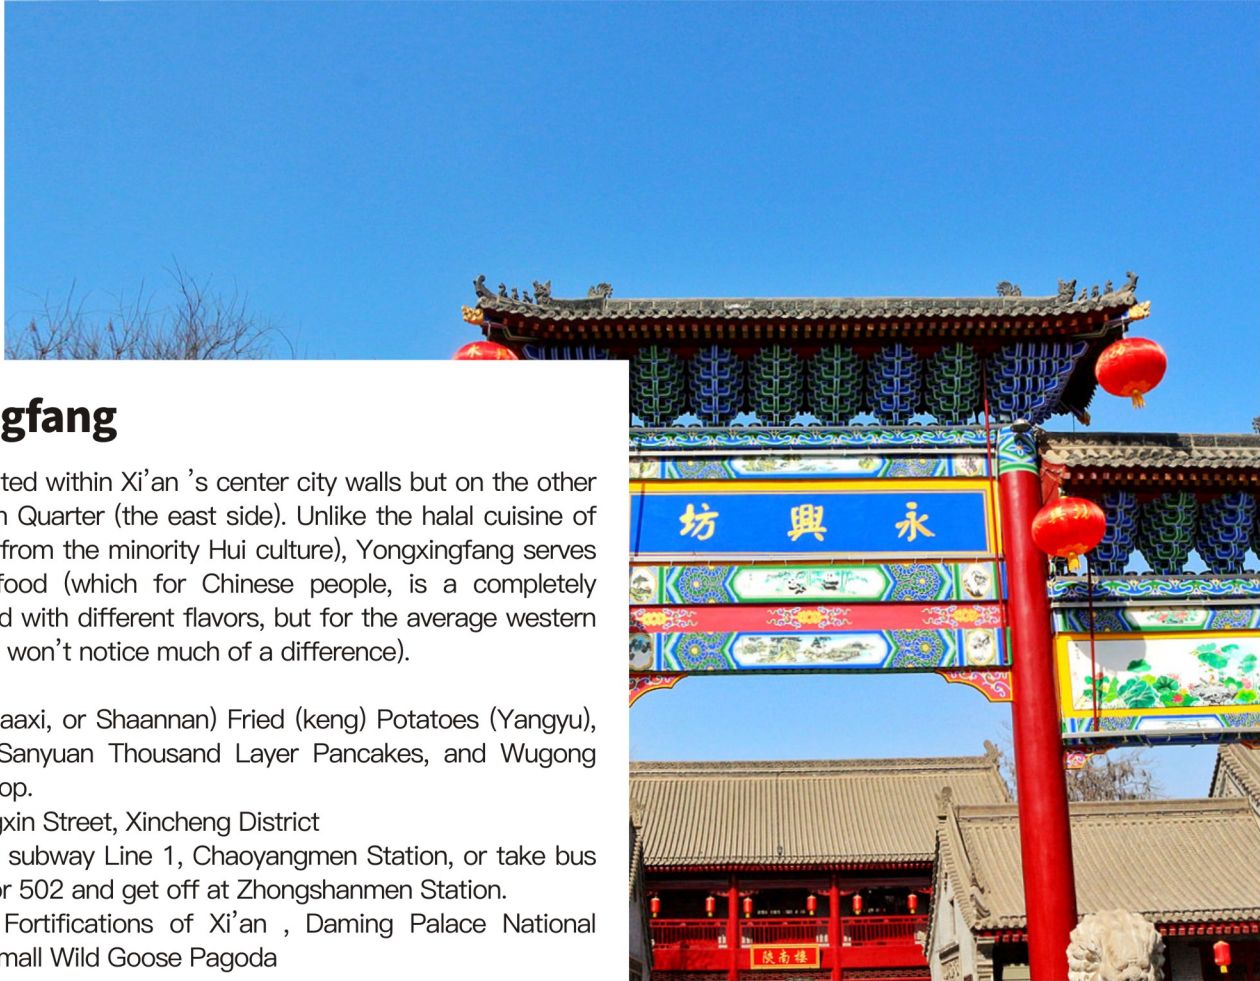 gfang
ted within Xi’an ’s center city walls but on the other
n Quarter (the east side). Unlike the halal cuisine of
from the minority Hui culture), Yongxingfang serves
food (which for Chinese people, is a completely
d with different flavors, but for the average western
won’t notice much of a difference).
aaxi, or Shaannan) Fried (keng) Potatoes (Yangyu),
Sanyuan Thousand Layer Pancakes, and Wugong
op.
gxin Street, Xincheng District
subway Line 1, Chaoyangmen Station, or take bus
or 502 and get off at Zhongshanmen Station.
Fortifications of Xi’an , Daming Palace National
mall Wild Goose Pagoda
坊興永
陝南樓